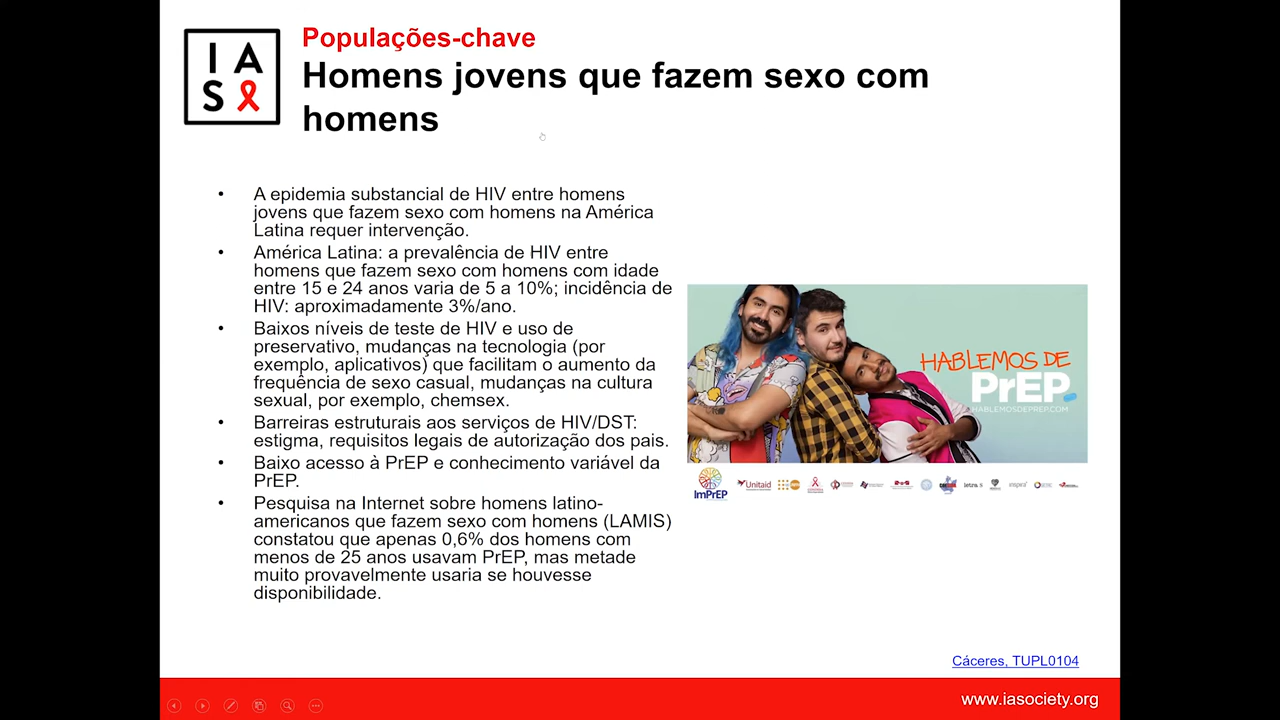 IAS
Populações-chave
Homens jovens que fazem sexo com
homens
• A epidemia substancial de HIV entre homens
jovens que fazem sexo com homens na América
Latina requer intervenção.
• América Latina: a prevalência de HIV entre
homens que fazem sexo com homens com idade
entre 15 e 24 anos varia de 5 a 10%; incidência de
HIV: aproximadamente 3%/ano.
• Baixos níveis de teste de HIV e uso de
preservativo, mudanças na tecnologia (por
exemplo, aplicativos) que facilitam o aumento da
frequência de sexo casual, mudanças na cultura
sexual, por exemplo, chemsex.
• Barreiras estruturais aos serviços de HIV/DST:
estigma, requisitos legais de autorização dos pais.
• Baixo acesso à PrEP e conhecimento variável da
PrEP.
• Pesquisa na Internet sobre homens latino-
americanos que fazem sexo com homens (LAMIS)
constatou que apenas 0,6% dos homens com
menos de 25 anos usavam PrEP, mas metade
muito provavelmente usaria se houvesse
disponibilidade.
HABLEMOS DE
PrEP
HABLEMOSDEPREP.COM
ImPrEP
Unitaid
letra S
Cáceres, TUPL0104
www.iasociety.org